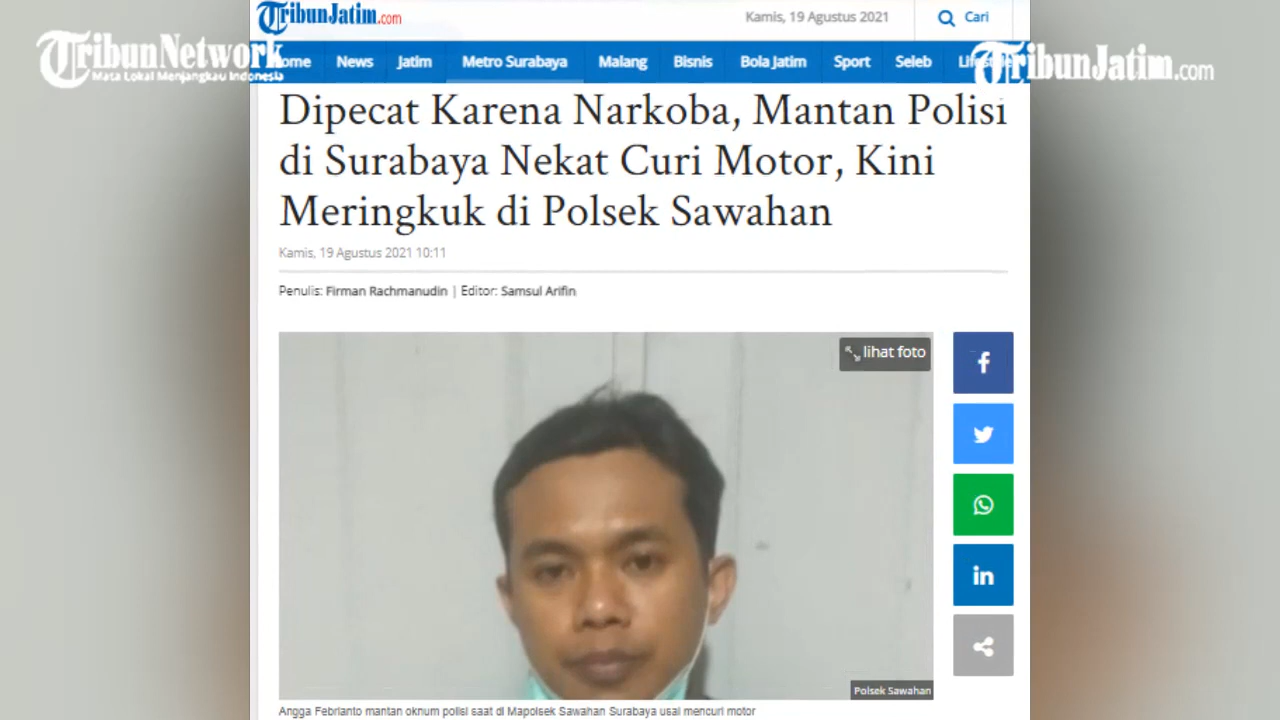 TribunJatim.com
Kamis, 19 Agustus 2021
Cari
TribunNetwork
Mata Lokal Menjangkau Indonesia
TribunJatim.com
News Jatim Metro Surabaya Malang Bisnis Bola Jatim Sport Seleb
Dipecat Karena Narkoba, Mantan Polisi
di Surabaya Nekat Curi Motor, Kini
Meringkuk di Polsek Sawahan
Kamis, 19 Agustus 2021 10:11
Penulis: Firman Rachmanudin | Editor: Samsul Arifin
lihat foto
Polsek Sawahan
Angga Febrianto mantan oknum polisi saat di Mapolsek Sawahan Surabaya usai mencuri motor